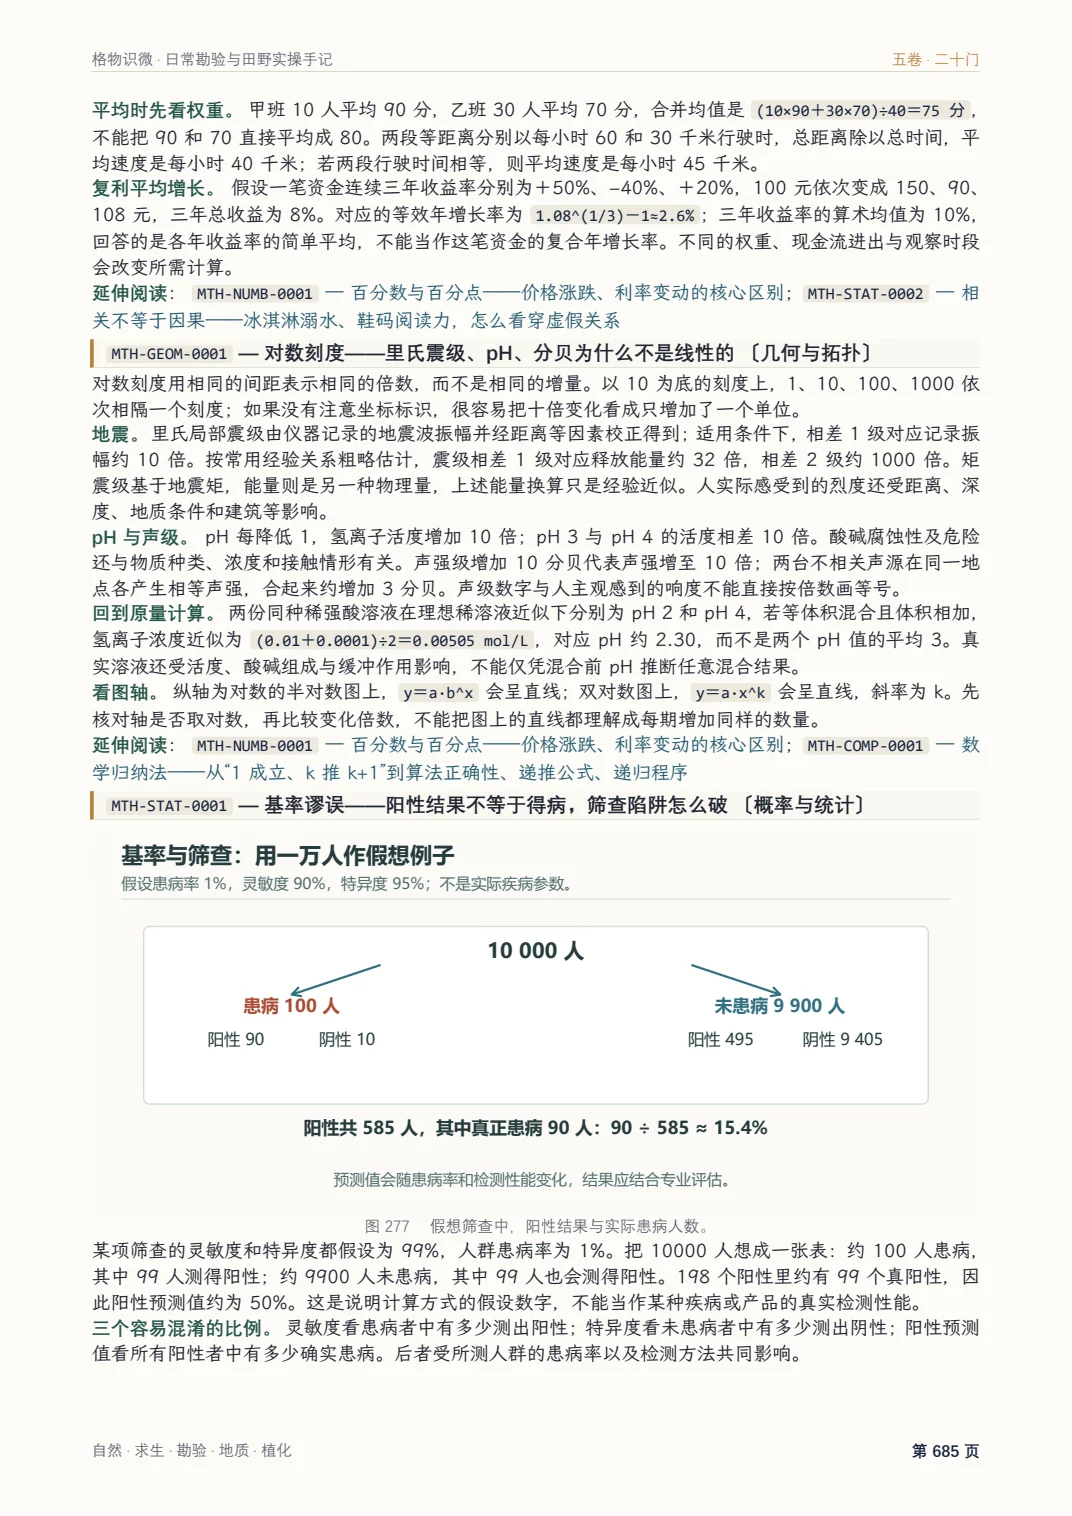 格物识微 · 日常勘验与田野实操手记
五卷 · 二十门
平均时先看权重。 甲班 10 人平均 90 分，乙班 30 人平均 70 分，合并均值是 (10×90＋30×70)÷40＝75 分，
不能把 90 和 70 直接平均成 80。两段等距离分别以每小时 60 和 30 千米行驶时，总距离除以总时间，平
均速度是每小时 40 千米；若两段行驶时间相等，则平均速度是每小时 45 千米。
复利平均增长。 假设一笔资金连续三年收益率分别为＋50%、−40%、＋20%，100 元依次变成 150、90、
108 元，三年总收益为 8%。对应的等效年增长率为 1.08^(1/3)－1≈2.6%；三年收益率的算术均值为 10%，
回答的是各年收益率的简单平均，不能当作这笔资金的复合年增长率。不同的权重、现金流进出与观察时段
会改变所需计算。
延伸阅读： MTH-NUMB-0001 — 百分数与百分点——价格涨跌、利率变动的核心区别；MTH-STAT-0002 — 相
关不等于因果——冰淇淋溺水、鞋码阅读力，怎么看穿虚假关系
MTH-GEOM-0001 — 对数刻度——里氏震级、pH、分贝为什么不是线性的 〔几何与拓扑〕
对数刻度用相同的间距表示相同的倍数，而不是相同的增量。以 10 为底的刻度上，1、10、100、1000 依
次相隔一个刻度；如果没有注意坐标标识，很容易把十倍变化看成只增加了一个单位。
地震。里氏局部震级由仪器记录的地震波振幅并经距离等因素校正得到；适用条件下，相差 1 级对应记录振
幅约 10 倍。按常用经验关系粗略估计，震级相差 1 级对应释放能量约 32 倍，相差 2 级约 1000 倍。矩
震级基于地震矩，能量则是另一种物理量，上述能量换算只是经验近似。人实际感受到的烈度还受距离、深
度、地质条件和建筑等影响。
pH 与声级。 pH 每降低 1，氢离子活度增加 10 倍；pH 3 与 pH 4 的活度相差 10 倍。酸碱腐蚀性及危险
还与物质种类、浓度和接触情形有关。声强级增加 10 分贝代表声强增至 10 倍；两台不相关声源在同一地
点各产生相等声强，合起来约增加 3 分贝。声级数字与人主观感到的响度不能直接按倍数画等号。
回到原量计算。 两份同种稀强酸溶液在理想稀溶液近似下分别为 pH 2 和 pH 4，若等体积混合且体积相加，
氢离子浓度近似为 (0.01＋0.0001)÷2＝0.00505 mol/L，对应 pH 约 2.30，而不是两个 pH 值的平均 3。真
实溶液还受活度、酸碱组成与缓冲作用影响，不能仅凭混合前 pH 推断任意混合结果。
看图轴。 纵轴为对数的半对数图上，y＝a·b^x 会呈直线；双对数图上，y＝a·x^k 会呈直线，斜率为 k。先
核对轴是否取对数，再比较变化倍数，不能把图上的直线都理解成每期增加同样的数量。
延伸阅读： MTH-NUMB-0001 — 百分数与百分点——价格涨跌、利率变动的核心区别；MTH-COMP-0001 — 数
学归纳法——从“1 成立、k 推 k+1”到算法正确性、递推公式、递归程序
MTH-STAT-0001 — 基率谬误——阳性结果不等于得病，筛查陷阱怎么破 〔概率与统计〕
基率与筛查：用一万人作假想例子
假设患病率 1%，灵敏度 90%，特异度 95%；不是实际疾病参数。
10 000 人
患病 100 人
未患病 9 900 人
阳性 90
阴性 10
阳性 495
阴性 9 405
阳性共 585 人，其中真正患病 90 人：90 ÷ 585 ≈ 15.4%
预测值会随患病率和检测性能变化，结果应结合专业评估。
图 277 假想筛查中，阳性结果与实际患病人数。
某项筛查的灵敏度和特异度都假设为 99%，人群患病率为 1%。把 10000 人想成一张表：约 100 人患病，
其中 99 人测得阳性；约 9900 人未患病，其中 99 人也会测得阳性。198 个阳性里约有 99 个真阳性，因
此阳性预测值约为 50%。这是说明计算方式的假设数字，不能当作某种疾病或产品的真实检测性能。
三个容易混淆的比例。 灵敏度看患病者中有多少测出阳性；特异度看未患病者中有多少测出阴性；阳性预测
值看所有阳性者中有多少确实患病。后者受所测人群的患病率以及检测方法共同影响。
自然 · 求生 · 勘验 · 地质 · 植化
第 685 页